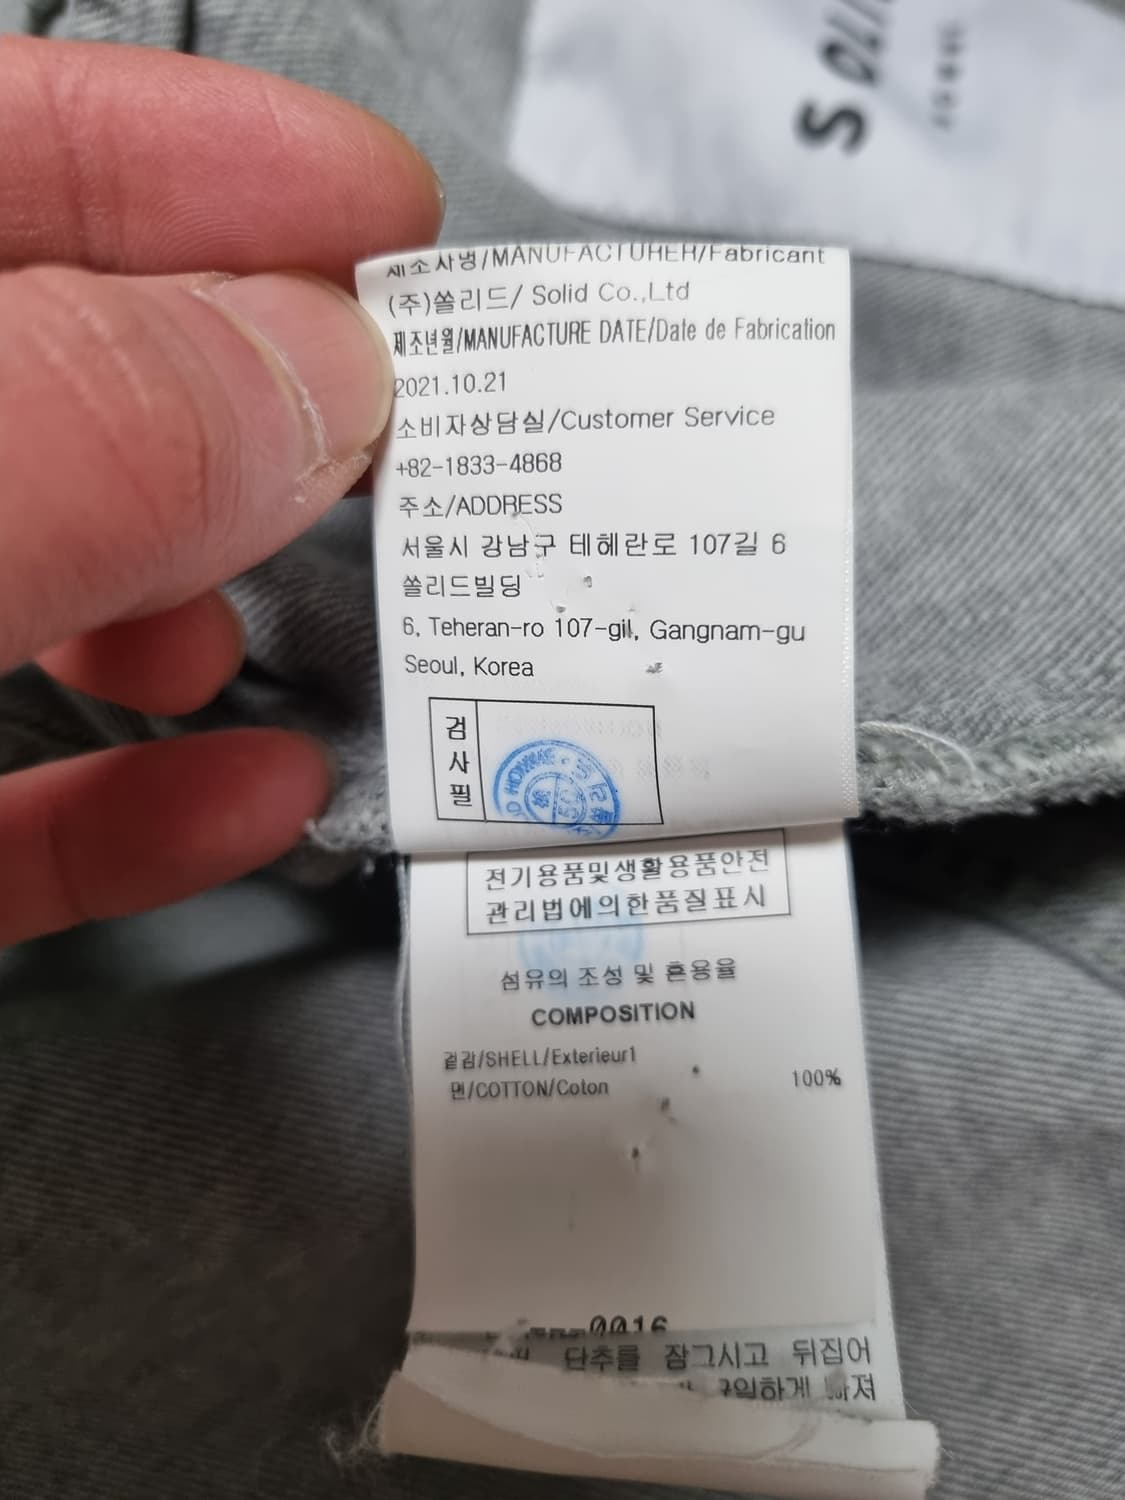 제조사명/MANUFACTURER/Fabricant
(주)쏠리드/ Solid Co.,Ltd
제조년월/MANUFACTURE DATE/Date de Fabrication
2021.10.21
소비자상담실/Customer Service
+82-1833-4868
주소/ADDRESS
서울시 강남구 테헤란로 107길 6
쏠리드빌딩
6, Teheran-ro 107-gil, Gangnam-gu
Seoul, Korea
검사필
HOMME
전기용품및생활용품안전
관리법에의한품질표시
섬유의 조성 및 혼용율
COMPOSITION
겉감/SHELL/Exterieur1
면/COTTON/Coton 100%
0016
단추를 잠그시고 뒤집어